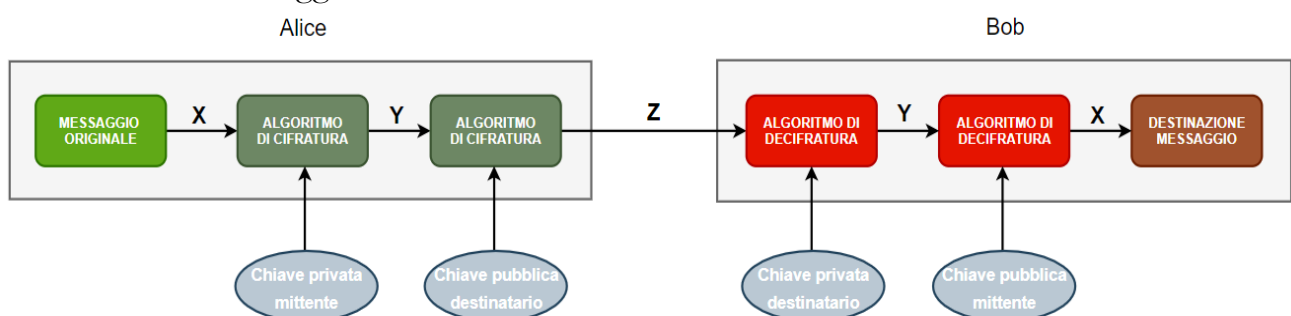 gg
Alice
Bob
MESSAGGIO
ORIGINALE
X
ALGORITMO
DI CIFRATURA
Y
ALGORITMO
DI CIFRATURA
Z
ALGORITMO DI
DECIFRATURA
Y
ALGORITMO DI
DECIFRATURA
X
DESTINAZIONE
MESSAGGIO
Chiave privata
mittente
Chiave pubblica
destinatario
Chiave privata
destinatario
Chiave pubblica
mittente